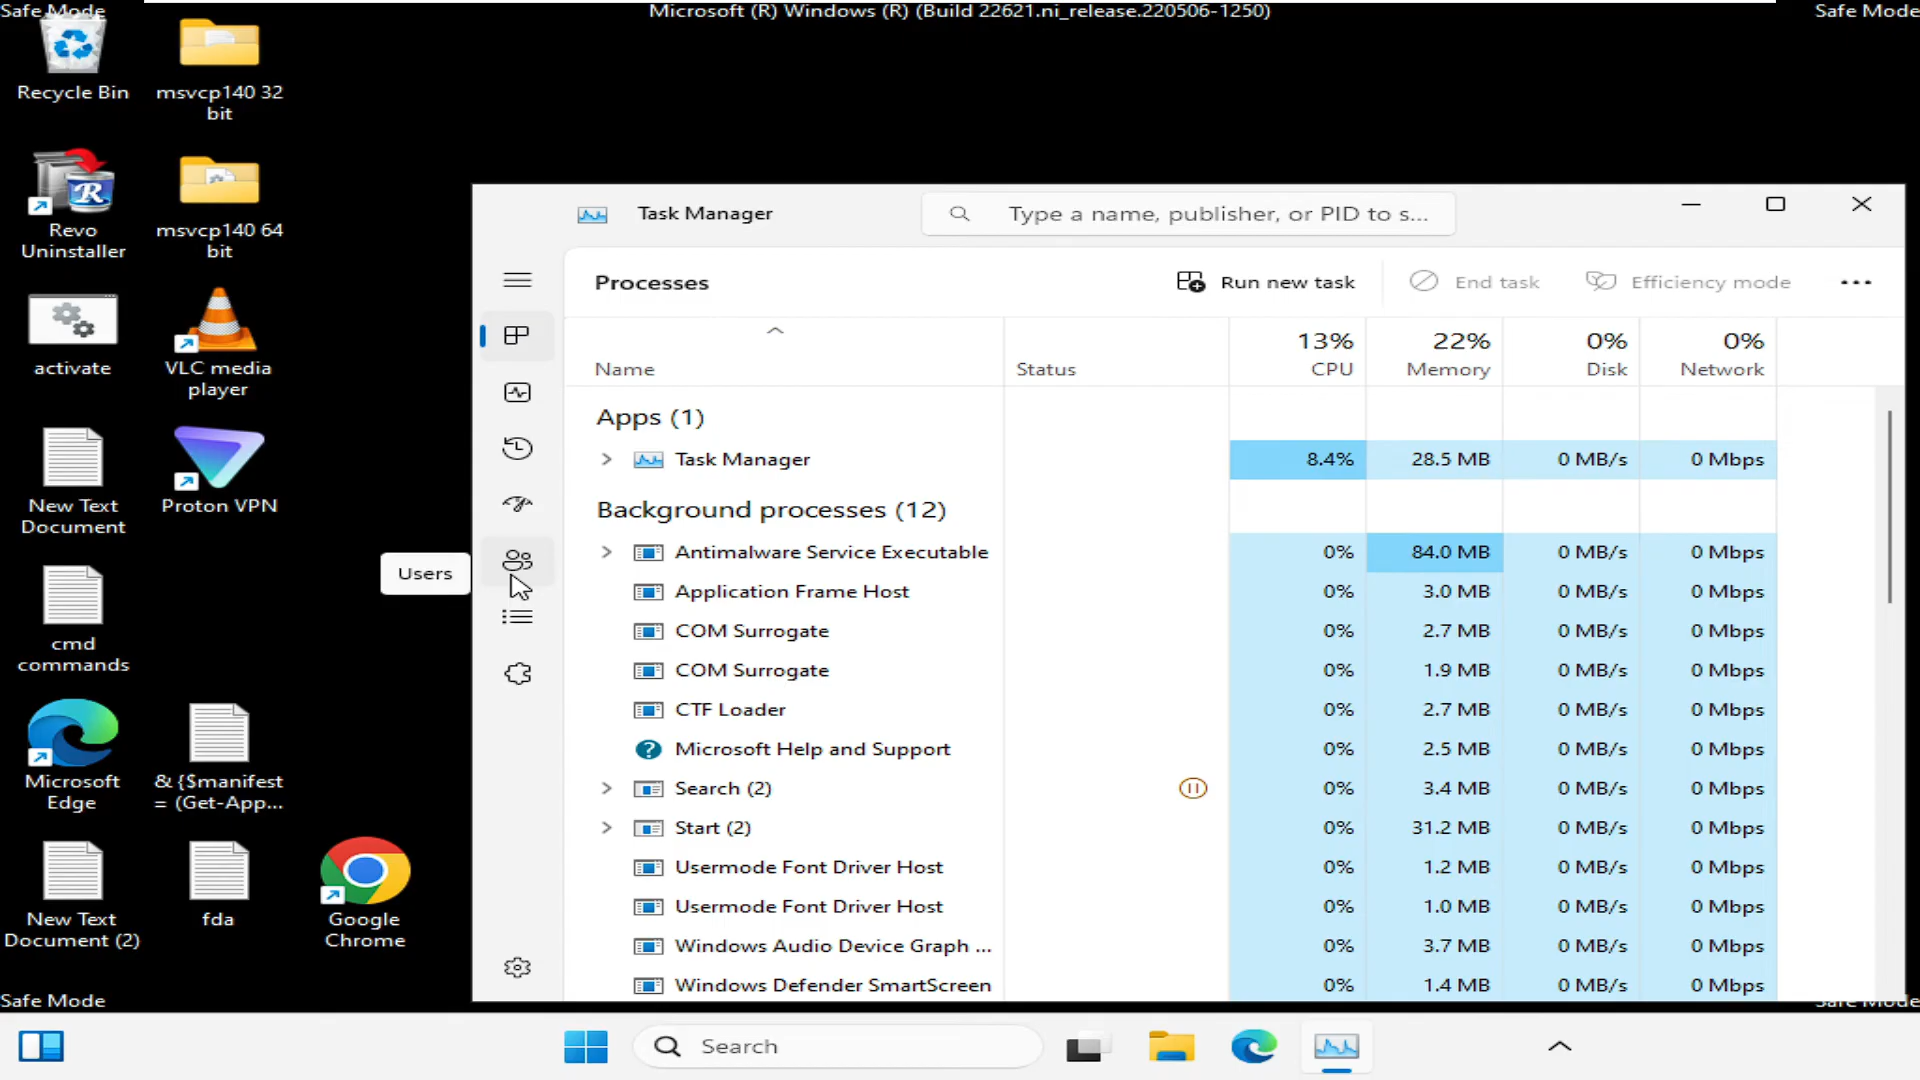 Safe Mode
Microsoft (R) Windows (R) (Build 22621.ni_release.220506-1250)
Safe Mode
Recycle Bin
msvcp140 32
bit
Revo
Uninstaller
msvcp140 64
bit
activate
VLC media
player
New Text
Document
Proton VPN
cmd
commands
Microsoft
Edge
& {$manifest
= (Get-App...
New Text
Document (2)
fda
Google
Chrome
Users
Task Manager
Type a name, publisher, or PID to s...
Processes
Run new task
End task
Efficiency mode
Name
Status
13%
CPU
22%
Memory
0%
Disk
0%
Network
Apps (1)
Task Manager 8.4% 28.5 MB 0 MB/s 0 Mbps
Background processes (12)
Antimalware Service Executable 0% 84.0 MB 0 MB/s 0 Mbps
Application Frame Host 0% 3.0 MB 0 MB/s 0 Mbps
COM Surrogate 0% 2.7 MB 0 MB/s 0 Mbps
COM Surrogate 0% 1.9 MB 0 MB/s 0 Mbps
CTF Loader 0% 2.7 MB 0 MB/s 0 Mbps
Microsoft Help and Support 0% 2.5 MB 0 MB/s 0 Mbps
Search (2) 0% 3.4 MB 0 MB/s 0 Mbps
Start (2) 0% 31.2 MB 0 MB/s 0 Mbps
Usermode Font Driver Host 0% 1.2 MB 0 MB/s 0 Mbps
Usermode Font Driver Host 0% 1.0 MB 0 MB/s 0 Mbps
Windows Audio Device Graph ... 0% 3.7 MB 0 MB/s 0 Mbps
Windows Defender SmartScreen 0% 1.4 MB 0 MB/s 0 Mbps
Safe Mode
Safe Mode
Search